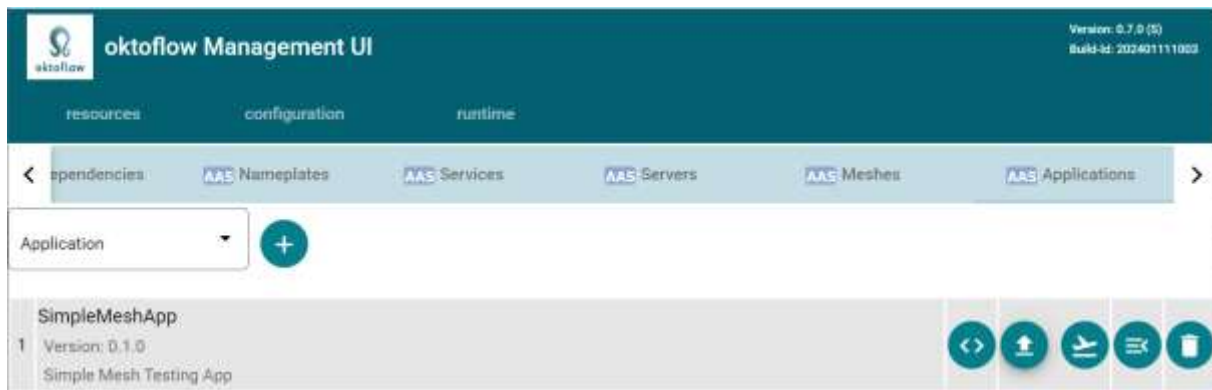 oktoflow
oktoflow Management UI
Version: 0.7.0 (S)
Build-Id: 202401111003
resources configuration runtime
ependencies AAS Nameplates AAS Services AAS Servers AAS Meshes AAS Applications
Application
SimpleMeshApp
1 Version: 0.1.0
Simple Mesh Testing App